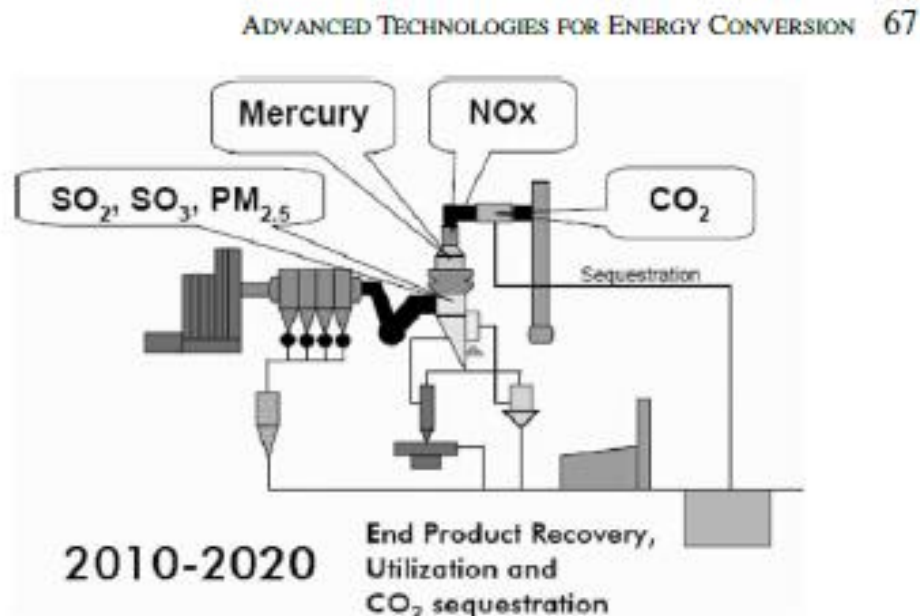 ADVANCED TECHNOLOGIES FOR ENERGY CONVERSION 67
Mercury
NOx
SO₂, SO₃, PM₂.₅
CO₂
Sequestration
2010-2020
End Product Recovery,
Utilization and
CO₂ sequestration